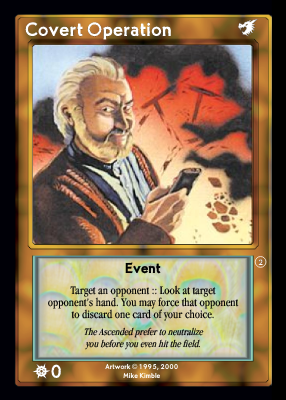 Covert Operation
2
Event
Target an opponent :: Look at target
opponent's hand. You may force that opponent
to discard one card of your choice.
The Ascended prefer to neutralize
you before you even hit the field.
0
Artwork © 1995, 2000
Mike Kimble